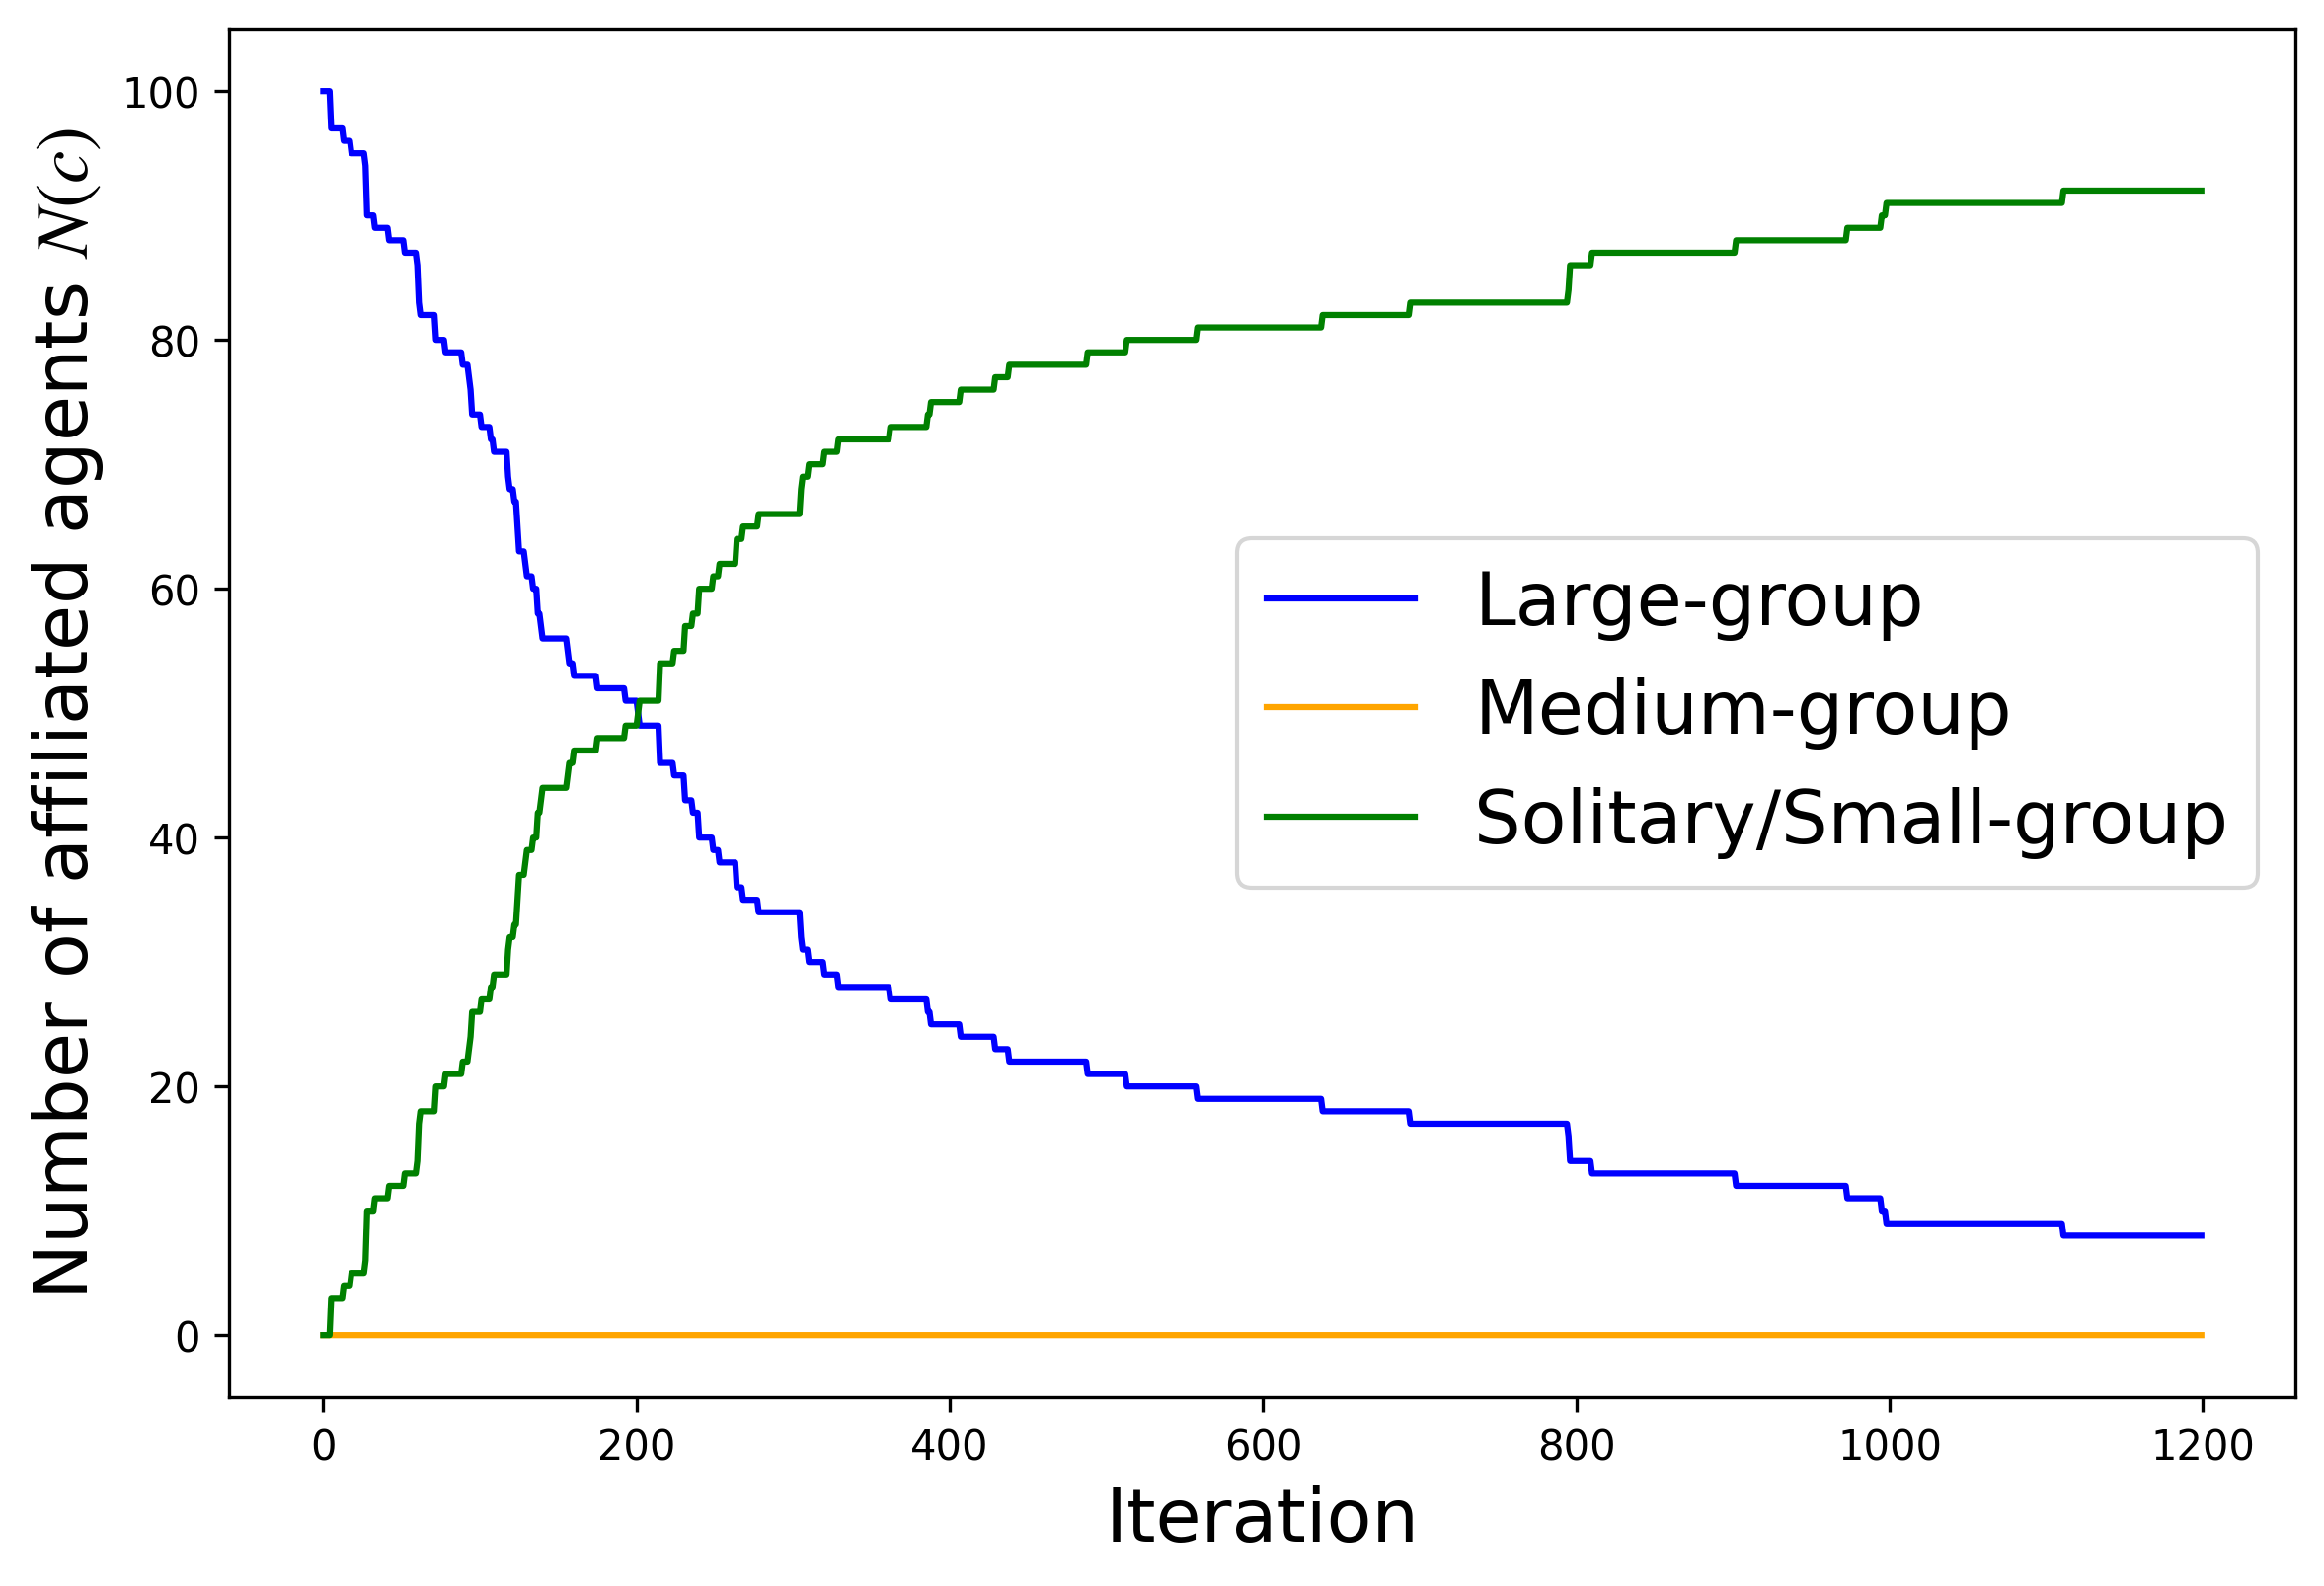 Number of affiliated agents N(c)
100
80
60
40
20
0
Large-group
Medium-group
Solitary/Small-group
0 200 400 600 800 1000 1200
Iteration